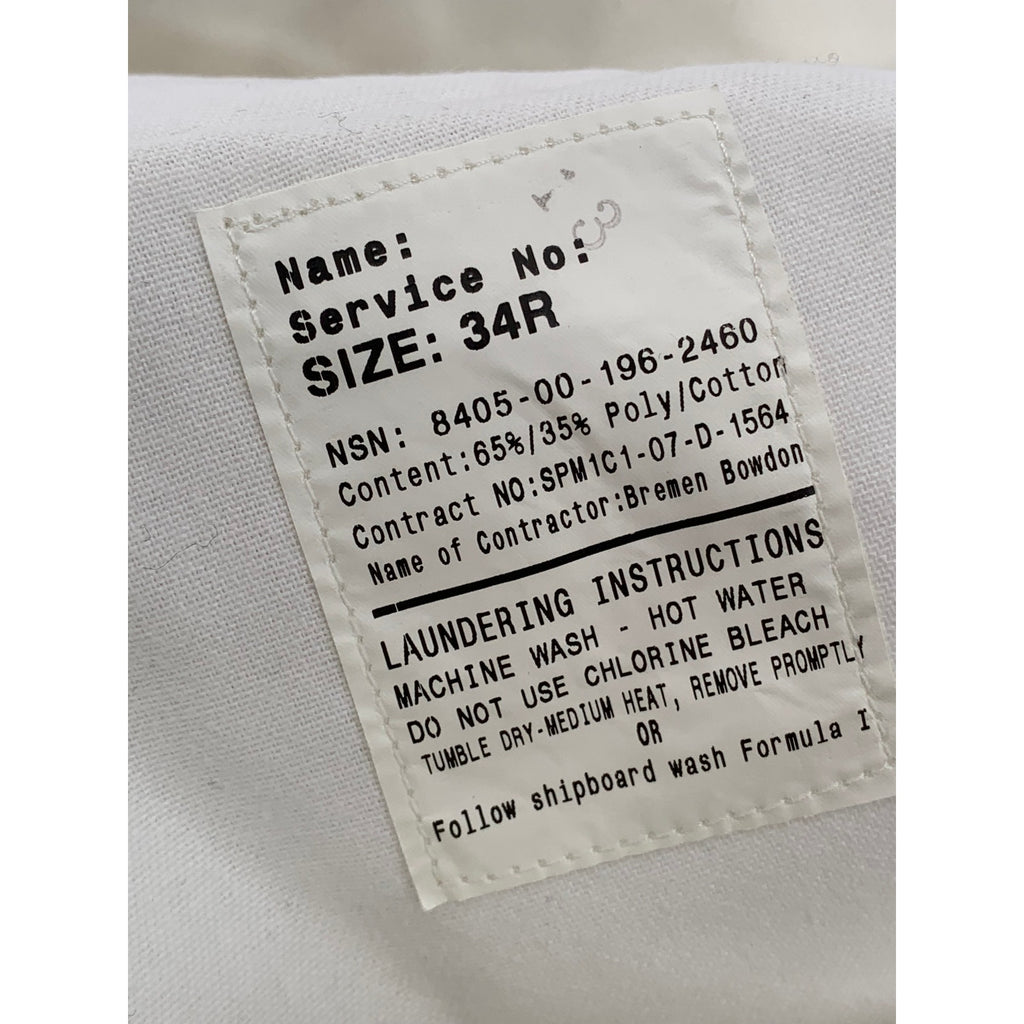 Name:
Service No:
SIZE: 34R
NSN: 8405-00-196-2460
Content:65%/35% Poly/Cotton
Contract NO:SPM1C1-07-D-1564
Name of Contractor:Bremen Bowdon
LAUNDERING INSTRUCTIONS
MACHINE WASH - HOT WATER
DO NOT USE CHLORINE BLEACH
TUMBLE DRY-MEDIUM HEAT, REMOVE PROMPTLY
OR
Follow shipboard wash Formula I